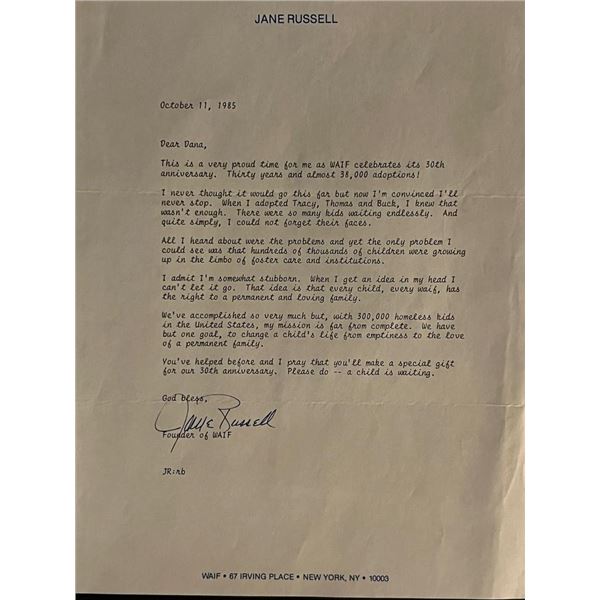 JANE RUSSELL
October 11, 1985
Dear Dana,
This is a very proud time for me as WAIF celebrates its 30th
anniversary. Thirty years and almost 38,000 adoptions!
I never thought it would go this far but now I'm convinced I'll
never stop. When I adopted Tracy, Thomas and Buck, I knew that
wasn't enough. There were so many kids waiting endlessly. And
quite simply, I could not forget their faces.
All I heard about were the problems and yet the only problem I
could see was that hundreds of thousands of children were growing
up in the limbo of foster care and institutions.
I admit I'm somewhat stubborn. When I get an idea in my head I
can't let it go. That idea is that every child, every waif, has
the right to a permanent and loving family.
We've accomplished so very much but, with 300,000 homeless kids
in the United States, my mission is far from complete. We have
but one goal, to change a child's life from emptiness to the love
of a permanent family.
You've helped before and I pray that you'll make a special gift
for our 30th anniversary. Please do -- a child is waiting.
God bless,
Jane Russell
Founder of WAIF
JR:rb
WAIF • 67 IRVING PLACE • NEW YORK, NY • 10003